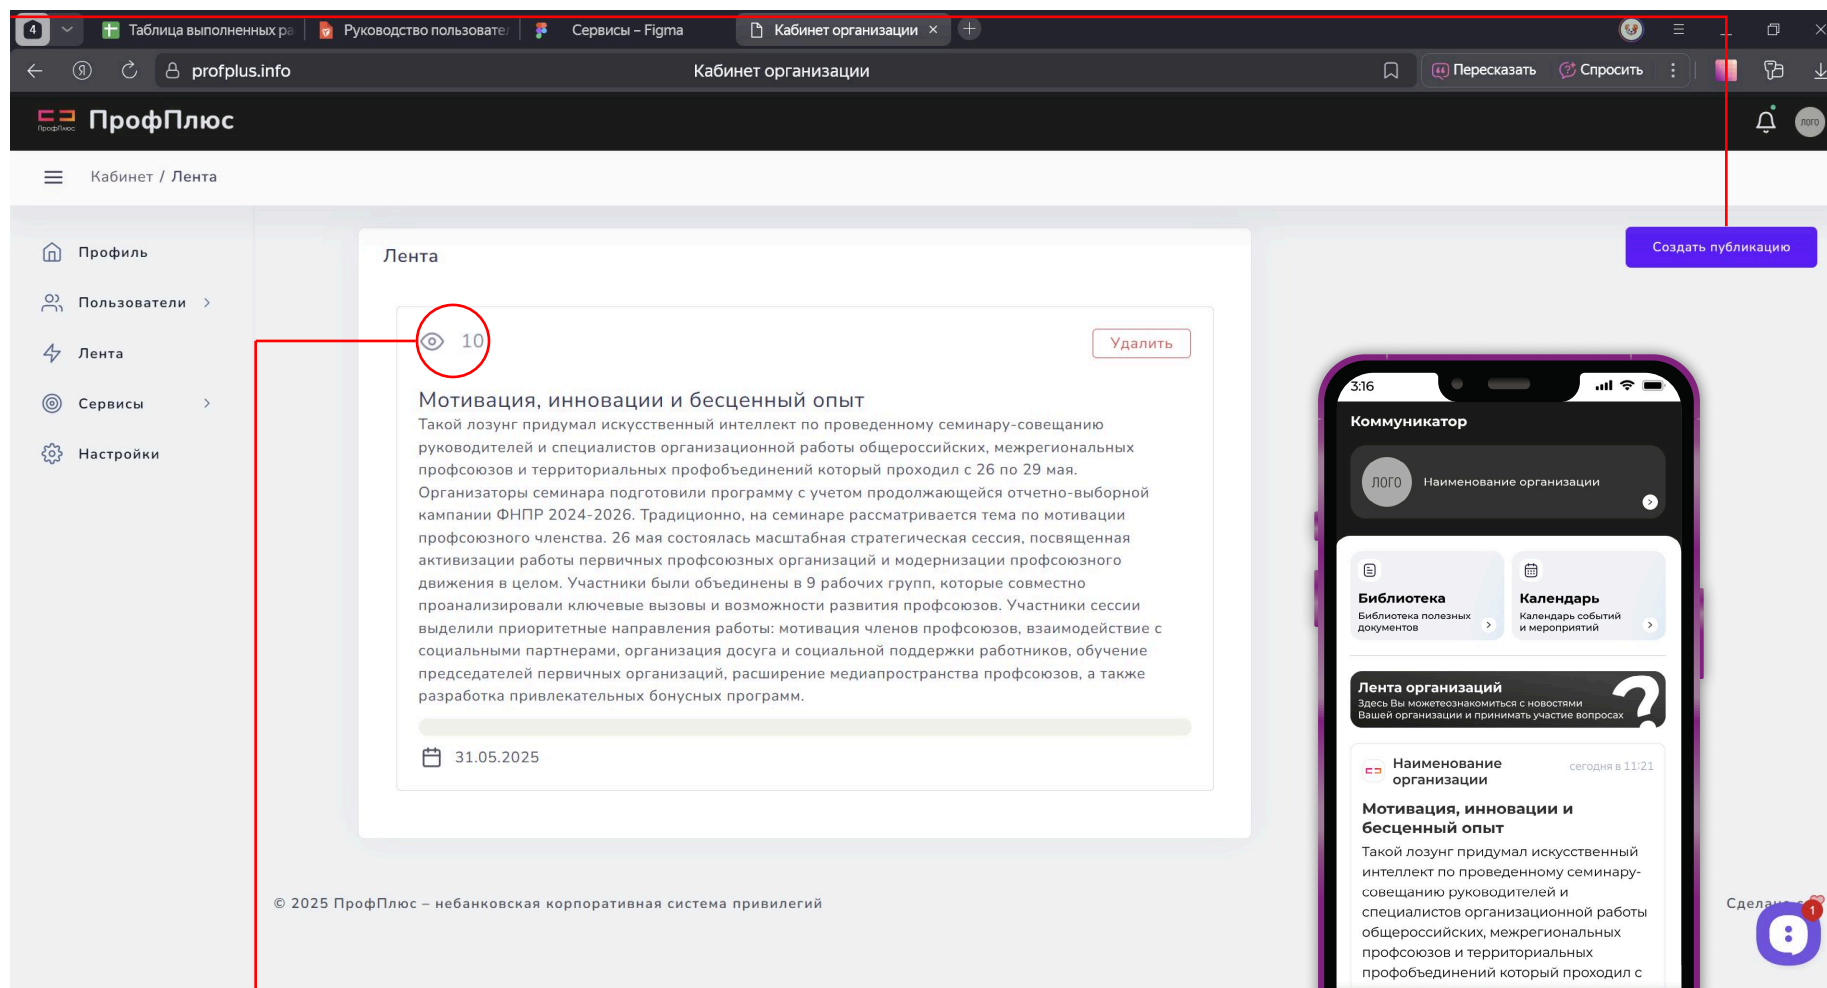 4
Таблица выполненных ра
Руководство пользовател
Сервисы – Figma
Кабинет организации
profplus.info
Кабинет организации
Пересказать
Спросить
ПрофПлюс
ПрофПлюс
лого
Кабинет / Лента
Профиль
Пользователи
Лента
Сервисы
Настройки
Лента
Создать публикацию
10
Удалить
Мотивация, инновации и бесценный опыт
Такой лозунг придумал искусственный интеллект по проведенному семинару-совещанию
руководителей и специалистов организационной работы общероссийских, межрегиональных
профсоюзов и территориальных профобъединений который проходил с 26 по 29 мая.
Организаторы семинара подготовили программу с учетом продолжающейся отчетно-выборной
кампании ФНПР 2024-2026. Традиционно, на семинаре рассматривается тема по мотивации
профсоюзного членства. 26 мая состоялась масштабная стратегическая сессия, посвященная
активизации работы первичных профсоюзных организаций и модернизации профсоюзного
движения в целом. Участники были объединены в 9 рабочих групп, которые совместно
проанализировали ключевые вызовы и возможности развития профсоюзов. Участники сессии
выделили приоритетные направления работы: мотивация членов профсоюзов, взаимодействие с
социальными партнерами, организация досуга и социальной поддержки работников, обучение
председателей первичных организаций, расширение медиапространства профсоюзов, а также
разработка привлекательных бонусных программ.
31.05.2025
3:16
Коммуникатор
ЛОГО
Наименование организации
Библиотека
Библиотека полезных
документов
Календарь
Календарь событий
и мероприятий
Лента организаций
Здесь Вы можетеознакомиться с новостями
Вашей организации и принимать участие вопросах
?
Наименование
организации
сегодня в 11:21
Мотивация, инновации и
бесценный опыт
Такой лозунг придумал искусственный
интеллект по проведенному семинару-
совещанию руководителей и
специалистов организационной работы
общероссийских, межрегиональных
профсоюзов и территориальных
профобъединений который проходил с
© 2025 ПрофПлюс – небанковская корпоративная система привилегий
Сделано с
1